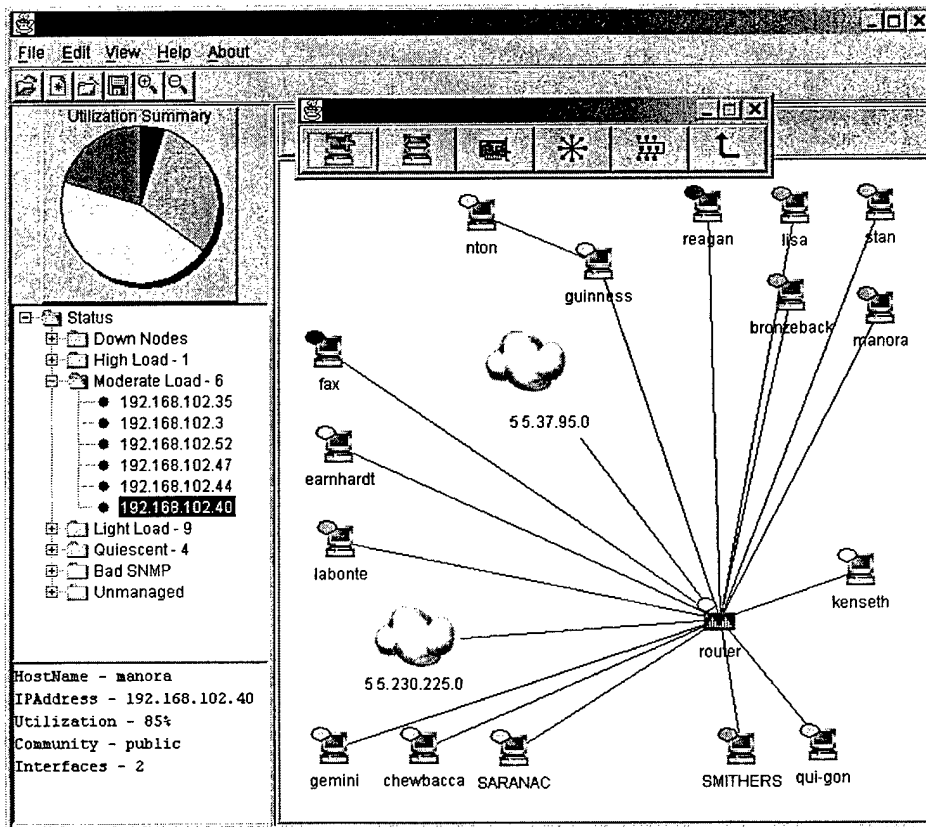 File Edit View Help About
Utilization Summary
Status
Down Nodes
High Load - 1
Moderate Load - 6
192.168.102.35
192.168.102.3
192.168.102.52
192.168.102.47
192.168.102.44
192.168.102.40
Light Load - 9
Quiescent - 4
Bad SNMP
Unmanaged
HostName - manora
IPAddress - 192.168.102.40
Utilization - 85%
Community - public
Interfaces - 2
nton
reagan
lisa
stan
guinness
bronzeback
manora
fax
55.37.95.0
earnhardt
labonte
kenseth
router
55.230.225.0
gemini
chewbacca
SARANAC
SMITHERS
qui-gon